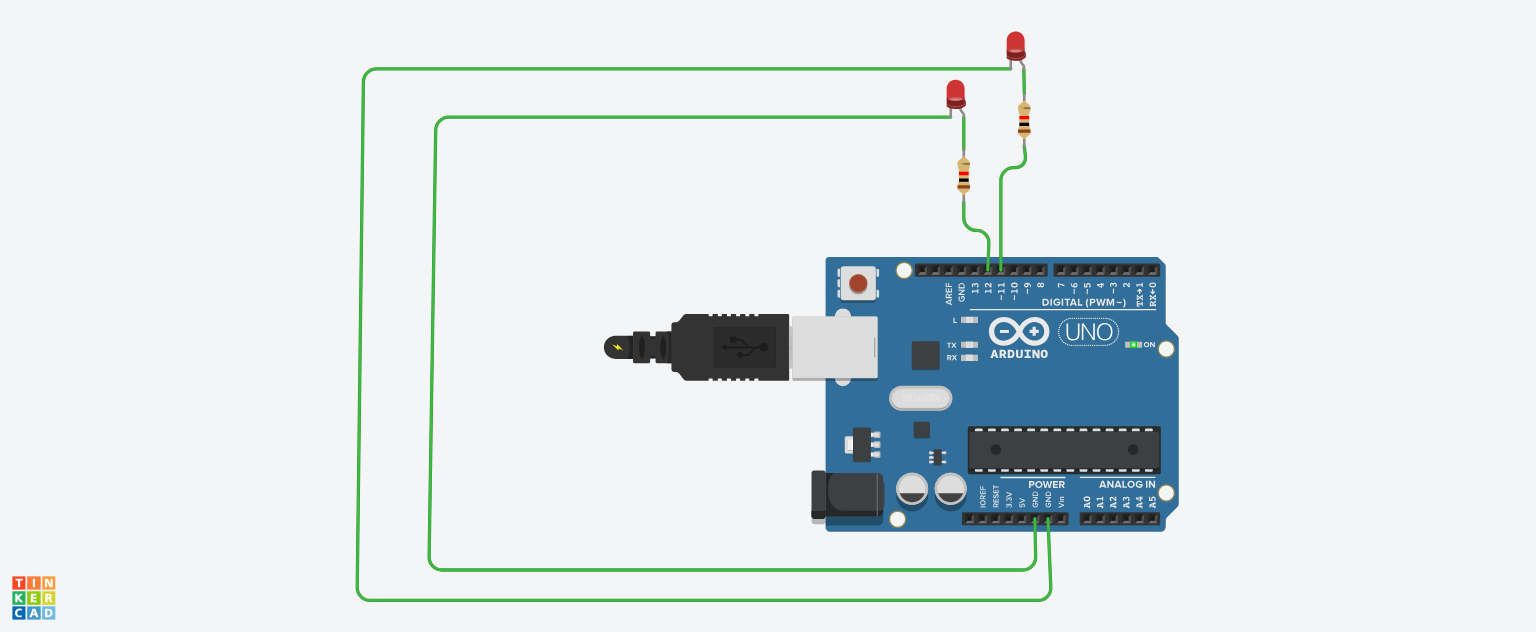 AREF
GND
13
12
~11
~10
~9
8
7
~6
~5
4
~3
2
TX→1
RX←0
DIGITAL (PWM~)
L
TX
RX
UNO
ARDUINO
ON
POWER
ANALOG IN
IOREF
RESET
3.3V
5V
GND
GND
Vin
A0
A1
A2
A3
A4
A5
TIN
KER
CAD